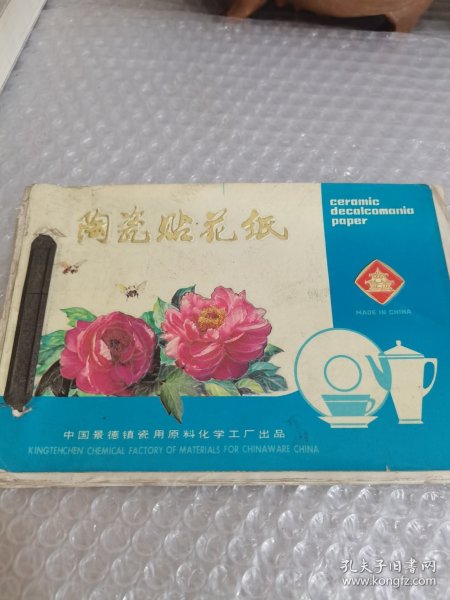 陶瓷贴花纸
ceramic
decalcomania
paper
MADE IN CHINA
中国景德镇瓷用原料化学工厂出品
KINGTEHCHEN CHEMICAL FACTORY OF MATERIALS FOR CHINAWARE CHINA
孔夫子旧书网
www.kongfz.com